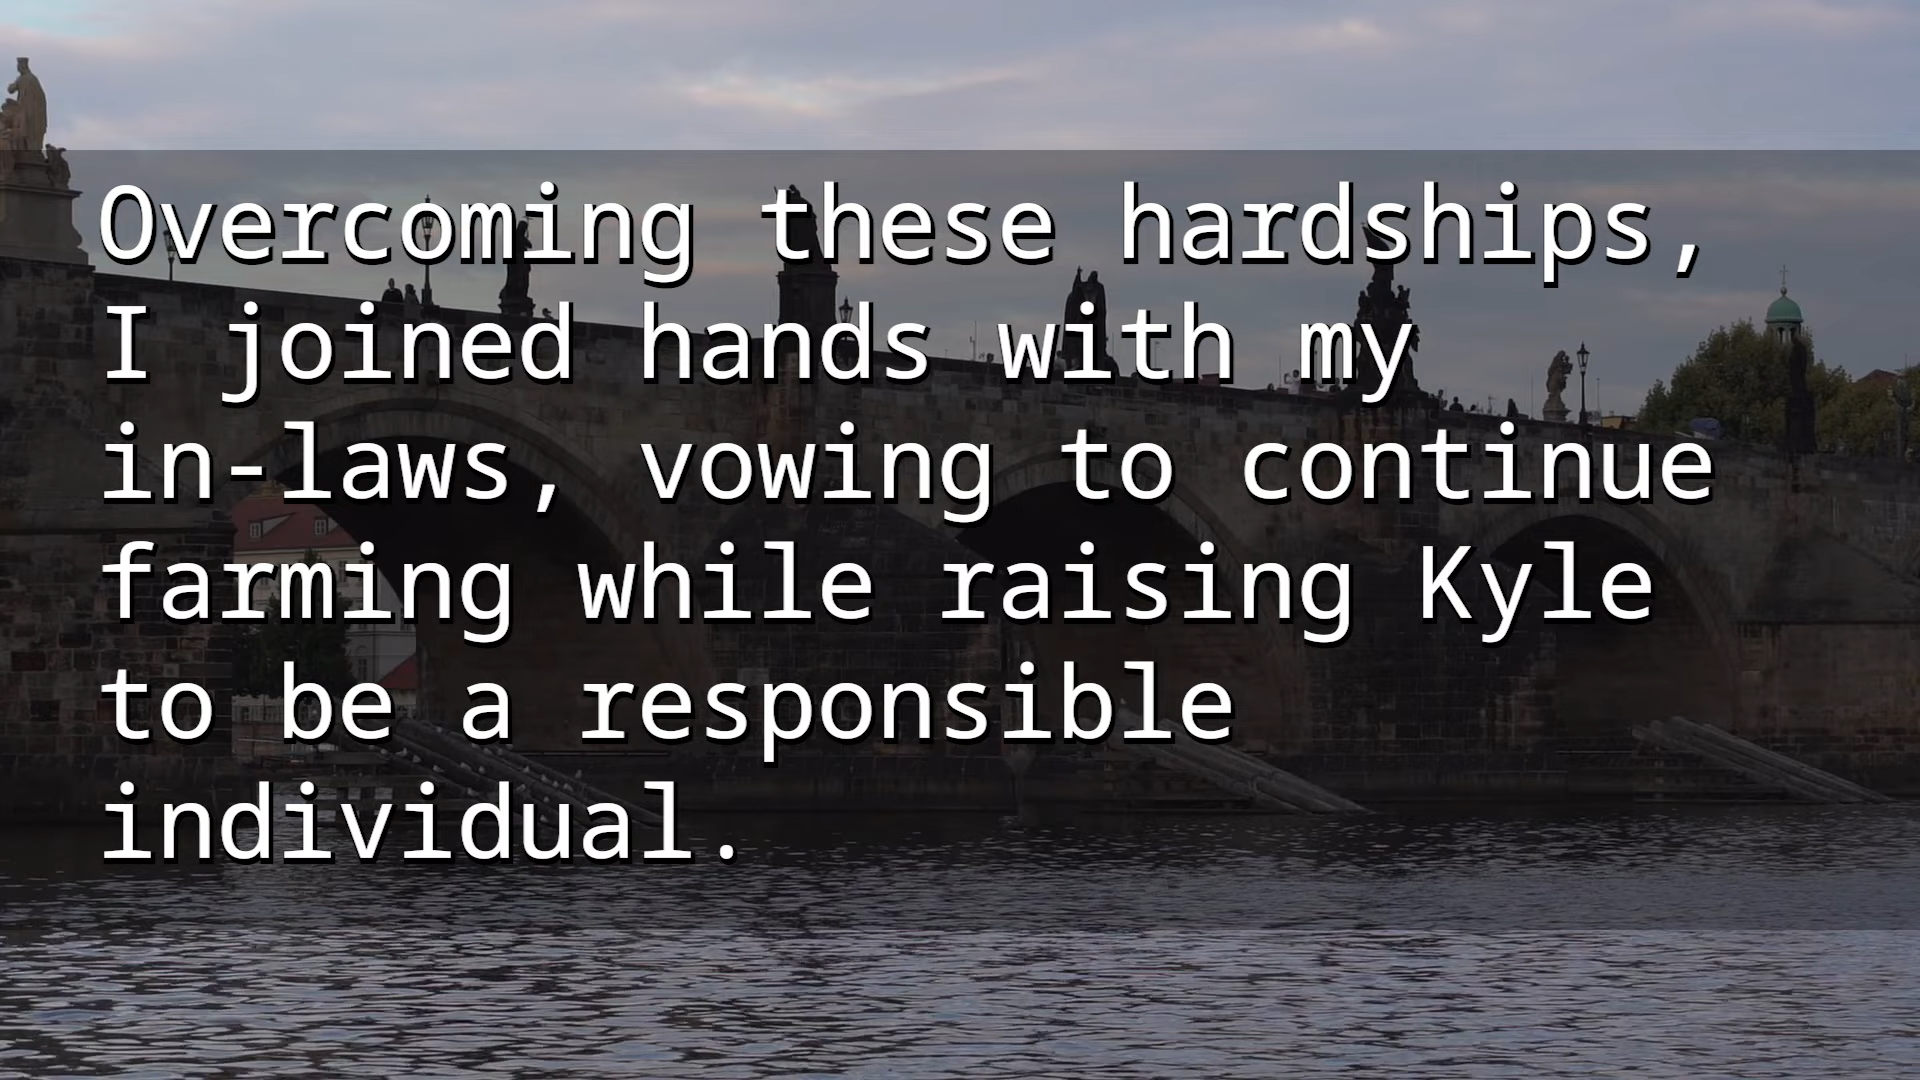 Overcoming these hardships,
I joined hands with my
in-laws, vowing to continue
farming while raising Kyle
to be a responsible
individual.